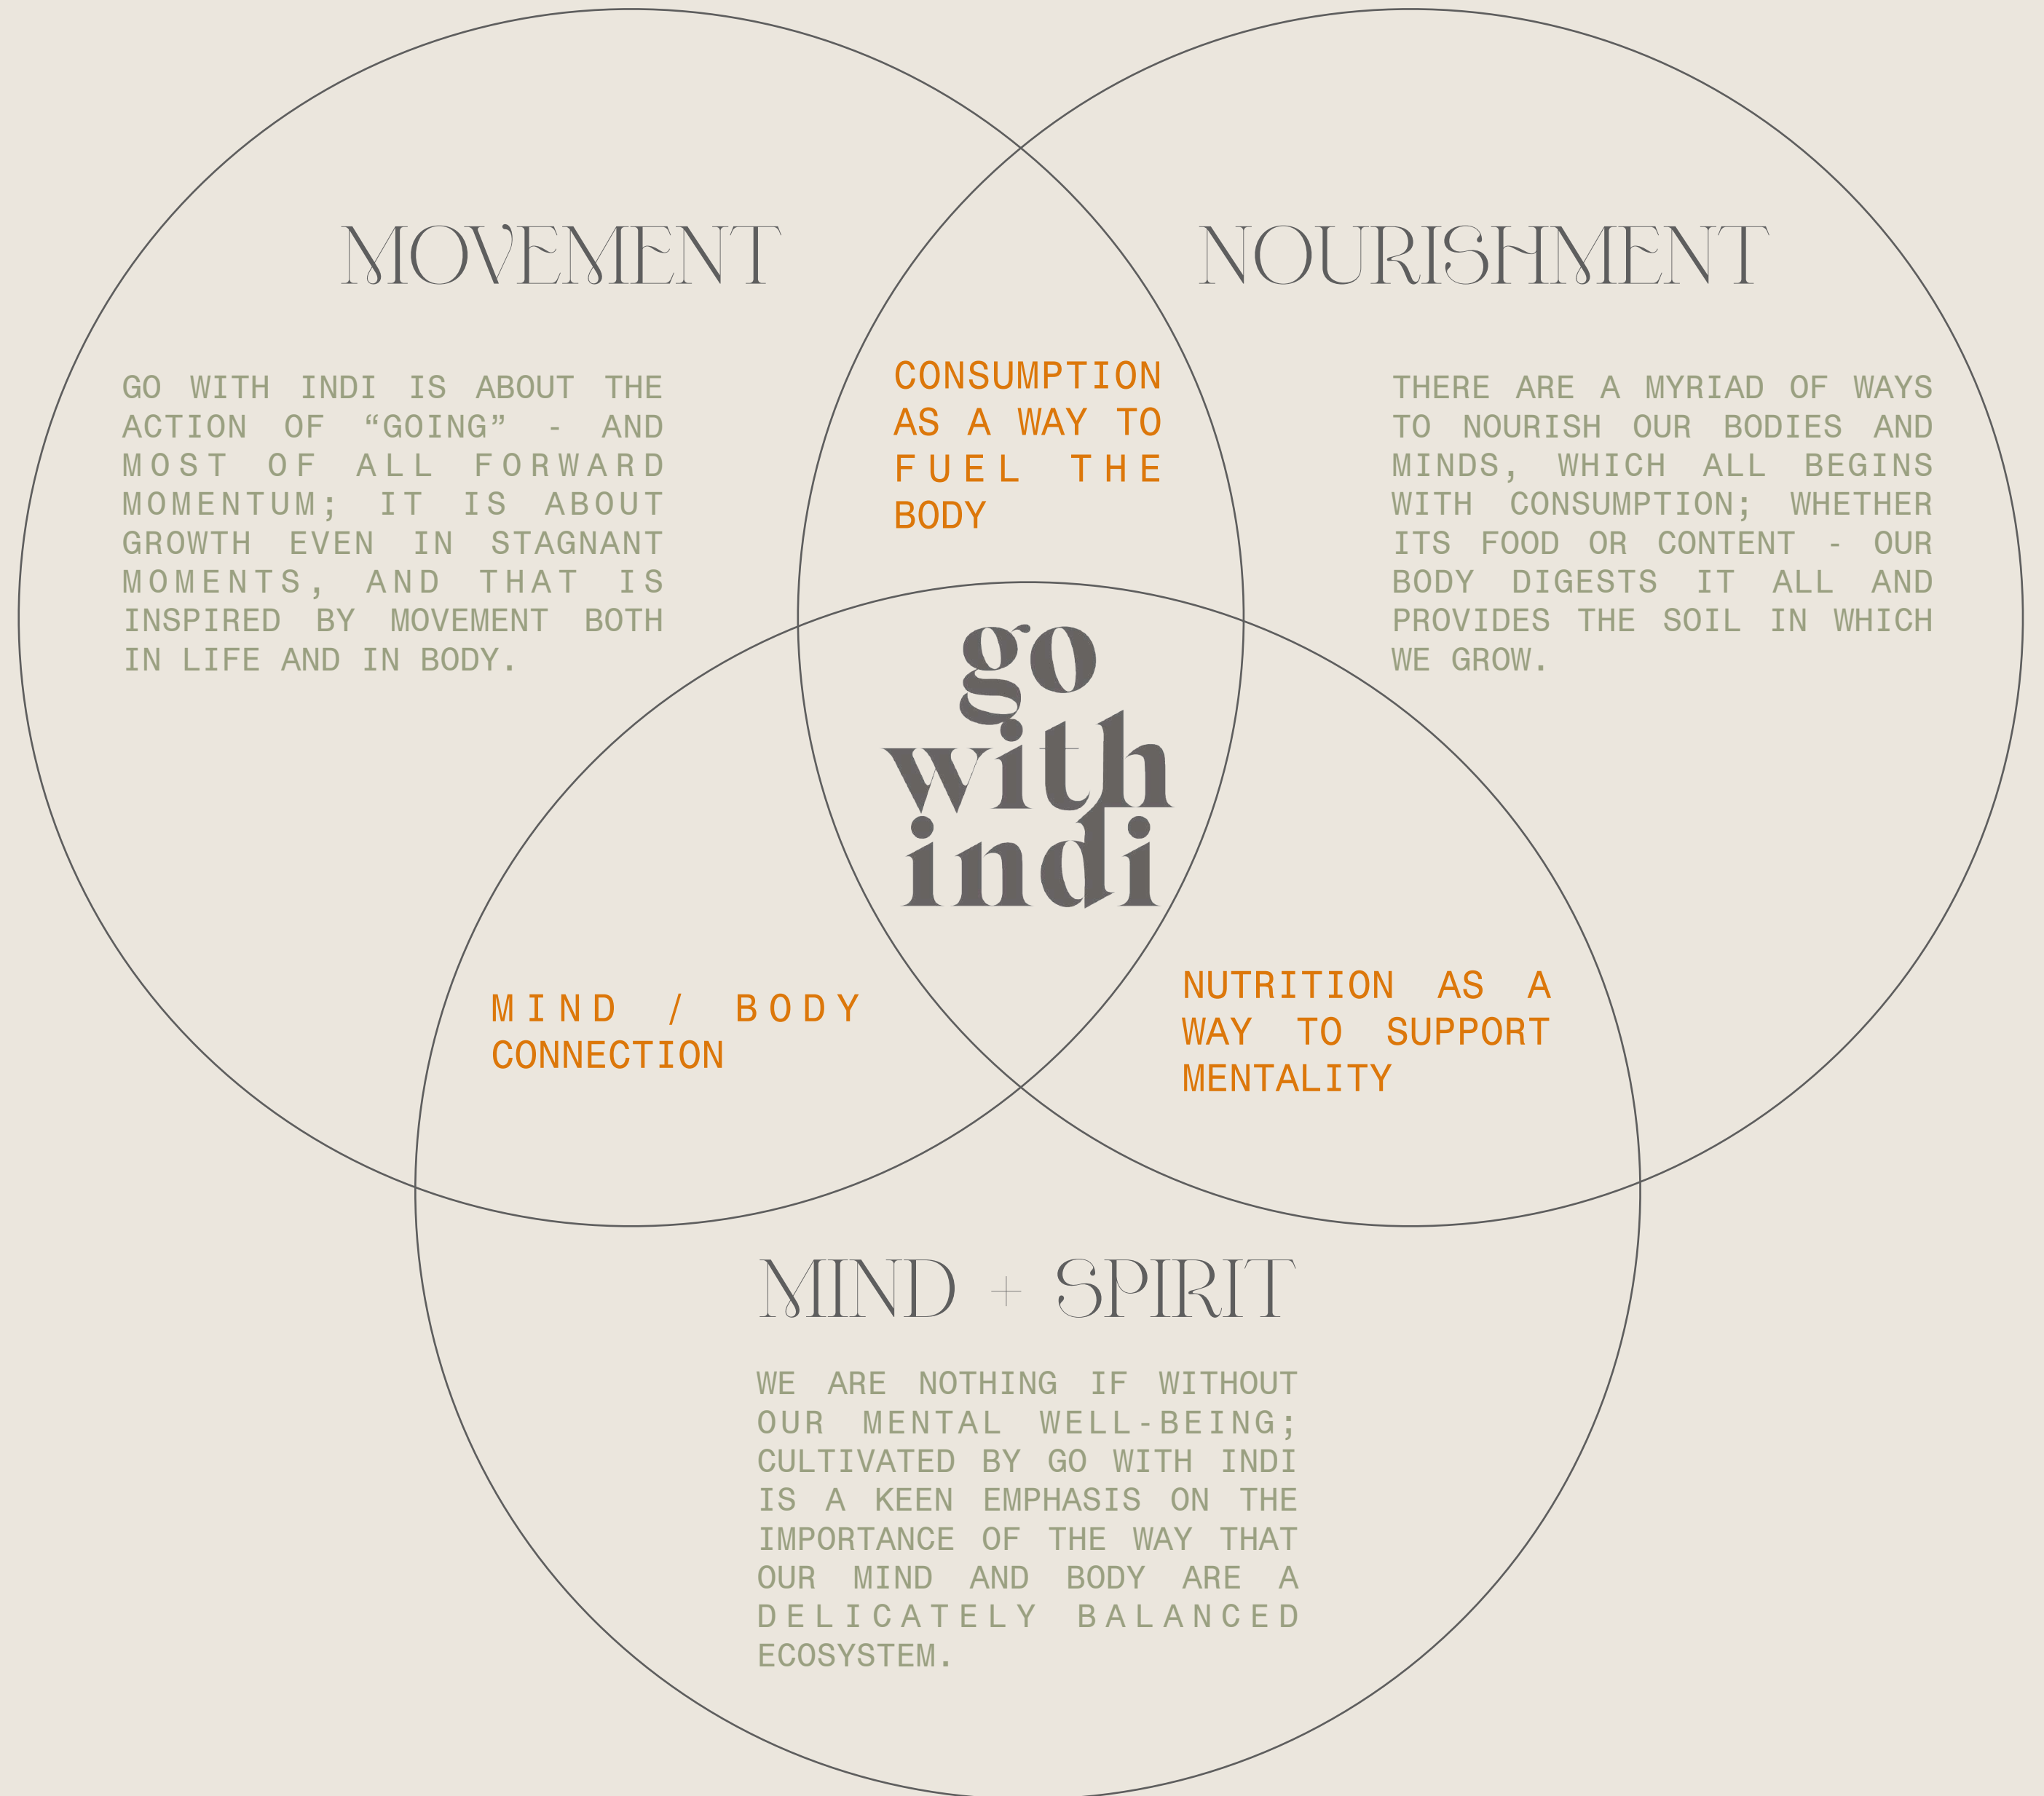 MOVEMENT
GO WITH INDI IS ABOUT THE
ACTION OF “GOING” - AND
MOST OF ALL FORWARD
MOMENTUM; IT IS ABOUT
GROWTH EVEN IN STAGNANT
MOMENTS, AND THAT IS
INSPIRED BY MOVEMENT BOTH
IN LIFE AND IN BODY.
CONSUMPTION
AS A WAY TO
FUEL THE
BODY
NOURISHMENT
THERE ARE A MYRIAD OF WAYS
TO NOURISH OUR BODIES AND
MINDS, WHICH ALL BEGINS
WITH CONSUMPTION; WHETHER
ITS FOOD OR CONTENT - OUR
BODY DIGESTS IT ALL AND
PROVIDES THE SOIL IN WHICH
WE GROW.
go
with
indi
MIND / BODY
CONNECTION
NUTRITION AS A
WAY TO SUPPORT
MENTALITY
MIND + SPIRIT
WE ARE NOTHING IF WITHOUT
OUR MENTAL WELL-BEING;
CULTIVATED BY GO WITH INDI
IS A KEEN EMPHASIS ON THE
IMPORTANCE OF THE WAY THAT
OUR MIND AND BODY ARE A
DELICATELY BALANCED
ECOSYSTEM.